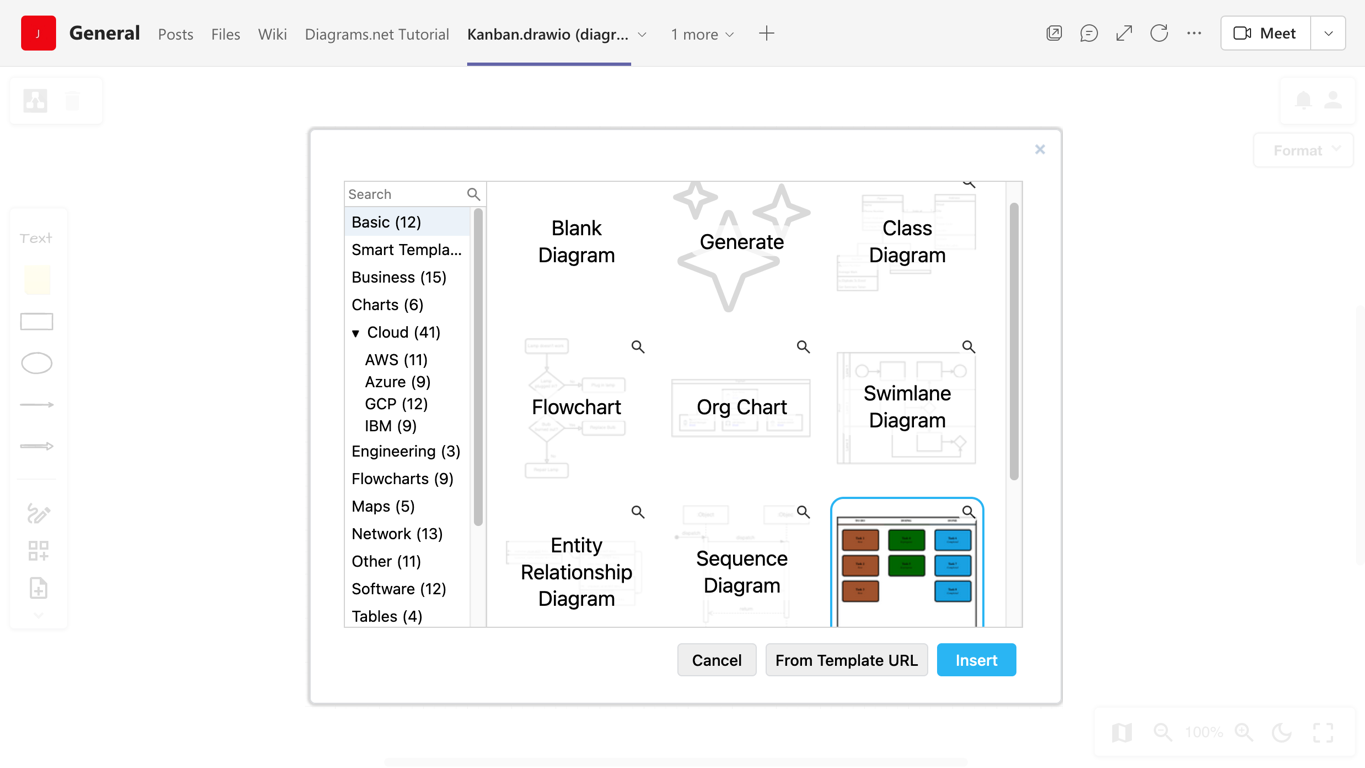 J
General
Posts
Files
Wiki
Diagrams.net Tutorial
Kanban.drawio (diagr...
1 more
Meet
Format
Text
Search
Basic (12)
Smart Templa...
Business (15)
Charts (6)
Cloud (41)
AWS (11)
Azure (9)
GCP (12)
IBM (9)
Engineering (3)
Flowcharts (9)
Maps (5)
Network (13)
Other (11)
Software (12)
Tables (4)
Blank
Diagram
Generate
Class
Diagram
Flowchart
Org Chart
Swimlane
Diagram
Entity
Relationship
Diagram
Sequence
Diagram
Cancel
From Template URL
Insert
100%